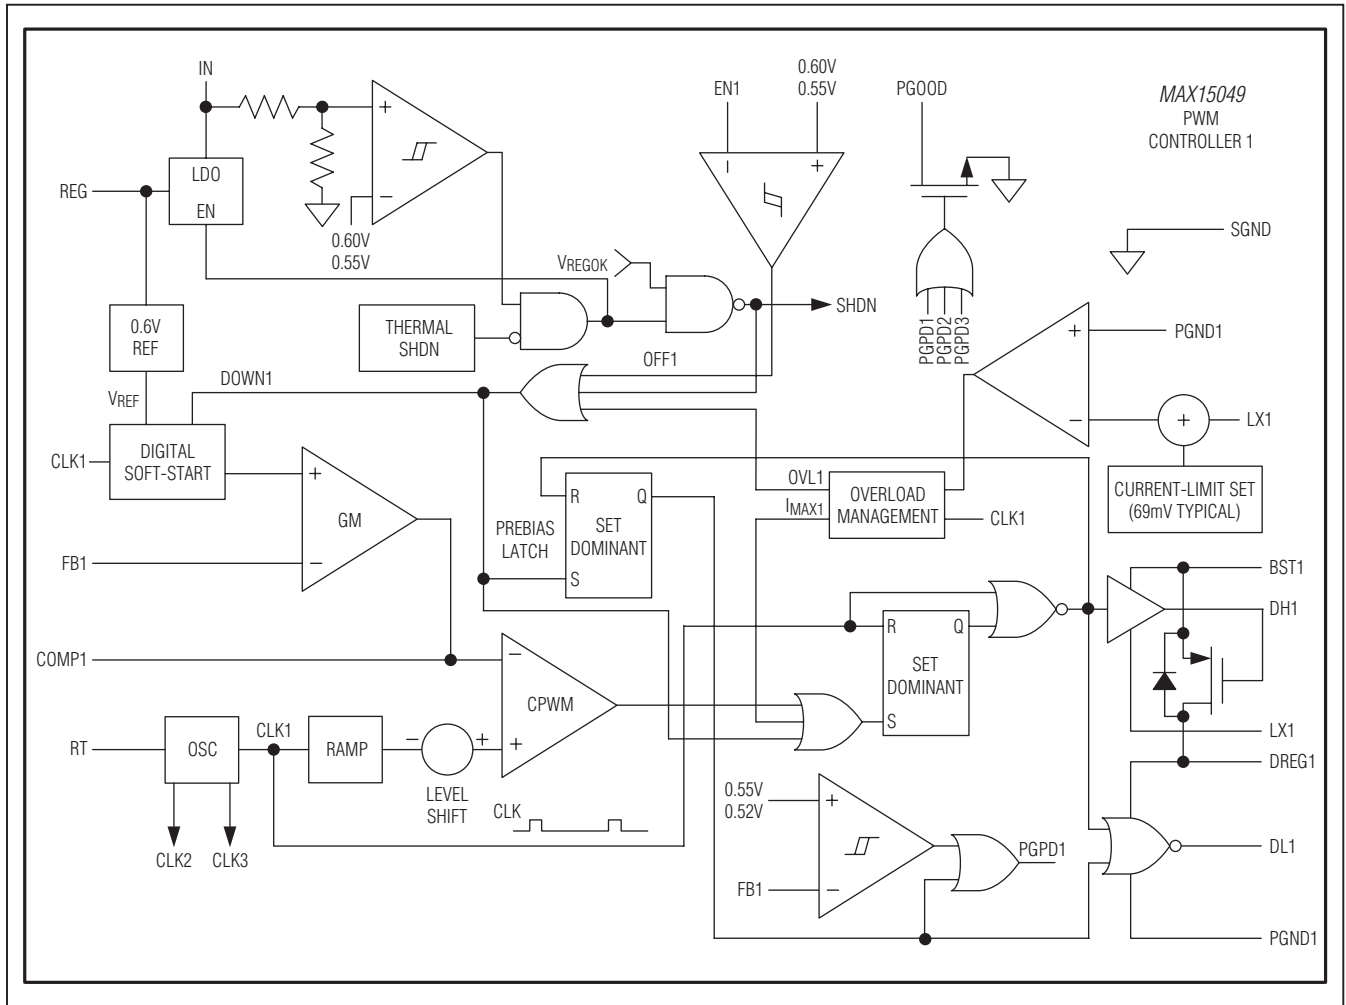 IN
0.60V
0.55V
EN1
PGOOD
MAX15049
PWM
CONTROLLER 1
LDO
EN
REG
+
−
0.60V
0.55V
−
+
SGND
VREGOK
SHDN
THERMAL
SHDN
0.6V
REF
PGPD1
PGPD2
PGPD3
+
−
PGND1
OFF1
DOWN1
VREF
+
LX1
CLK1
DIGITAL
SOFT-START
+
−
GM
FB1
PREBIAS
LATCH
R
Q
SET
DOMINANT
S
OVL1
IMAX1
OVERLOAD
MANAGEMENT
CLK1
CURRENT-LIMIT SET
(69mV TYPICAL)
BST1
DH1
R
Q
SET
DOMINANT
S
COMP1
−
CPWM
+
RT
OSC
CLK1
RAMP
−
+
LEVEL
SHIFT
CLK
CLK2
CLK3
LX1
DREG1
0.55V
0.52V
+
−
FB1
PGPD1
DL1
PGND1